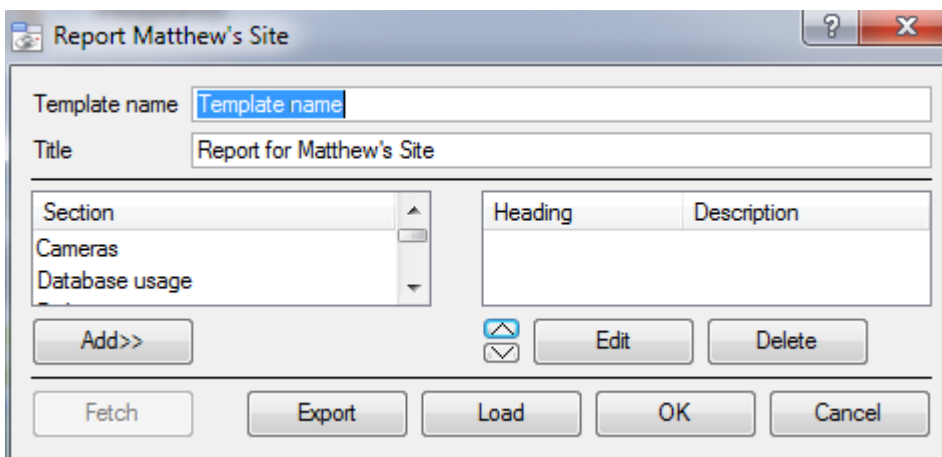 Report Matthew's Site
Template name Template name
Title Report for Matthew's Site
Section Heading Description
Cameras
Database usage
Add>> Edit Delete
Fetch Export Load OK Cancel